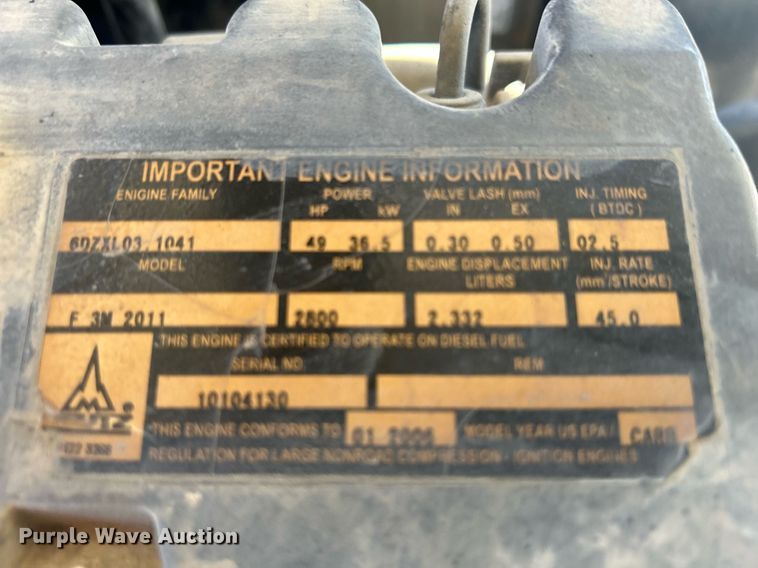 IMPORTANT ENGINE INFORMATION
ENIGINE FAMILY POWER VALVE LASH (mm) INJ. TIMING
HP kW IN EX (BTDC)
6DZXL03.1041 49 36.5 0.30 0.50 02.5
MODEL RPM ENGINE DISPLACEMENT INJ. RATE
LITERS (mm /STROKE)
F 3M 2011 2800 2.332 45.0
THIS ENGINE IS CERTIFIED TO OPERATE ON DIESEL FUEL
SERIAL NO. REM
10104130
THIS ENGINE CONFORMS TO 01 2006 MODEL YEAR US EPA / CARB
REGULATION FOR LARGE NONROAD COMPRESSION - IGNITION ENGINES
Purple Wave Auction